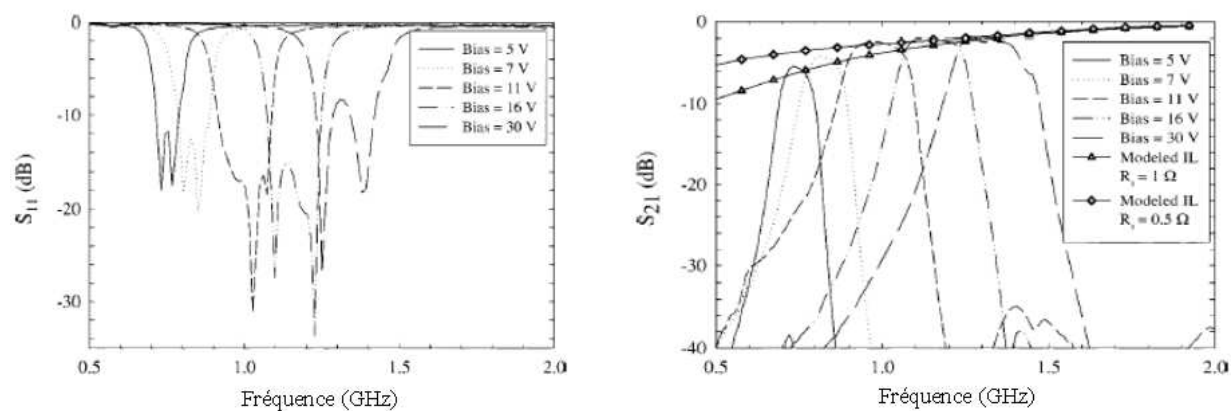 0
-10
-20
-30
S11 (dB)
0.5
1.0
1.5
2.0
Fréquence (GHz)
Bias = 5 V
Bias = 7 V
Bias = 11 V
Bias = 16 V
Bias = 30 V
0
-10
-20
-30
-40
S21 (dB)
0.5
1.0
1.5
2.0
Fréquence (GHz)
Bias = 5 V
Bias = 7 V
Bias = 11 V
Bias = 16 V
Bias = 30 V
Modeled IL
Rs = 1 Ω
Modeled IL
Rs = 0.5 Ω